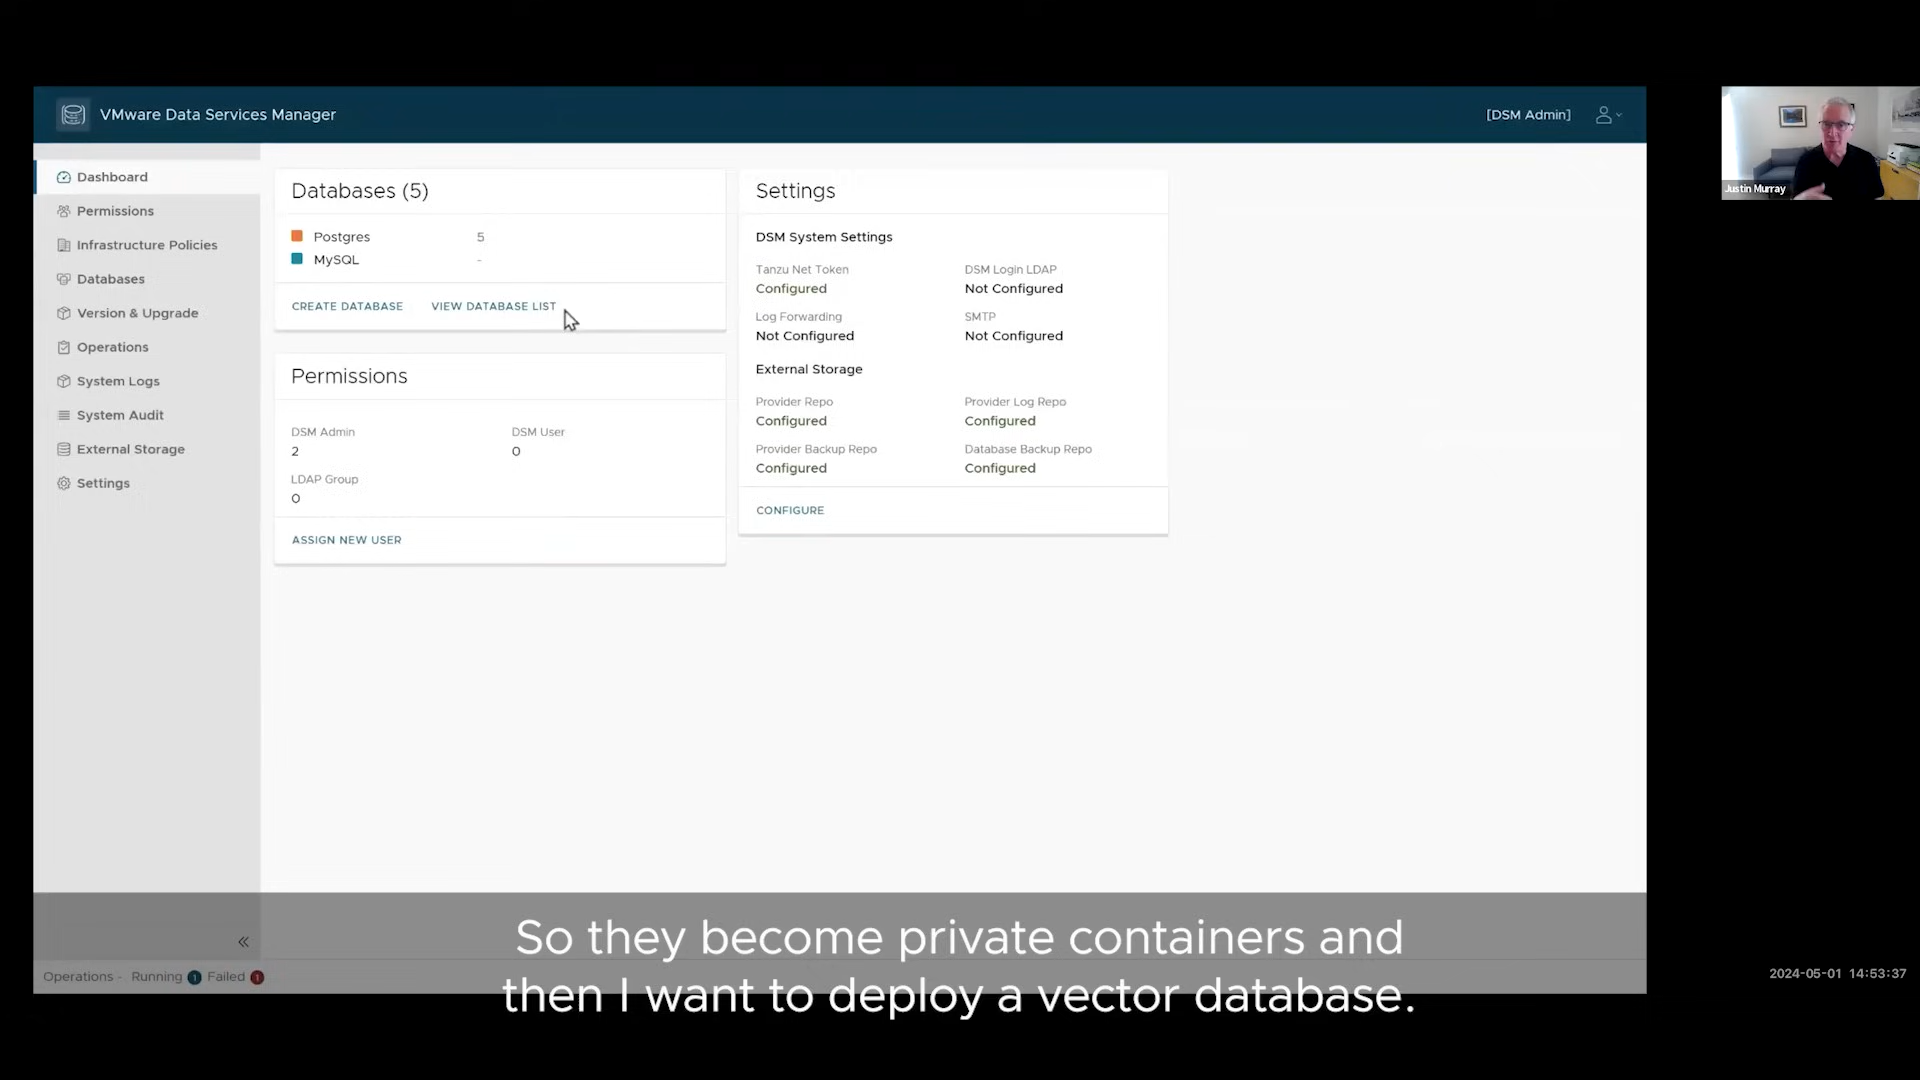 VMware Data Services Manager
[DSM Admin]
Justin Murray
Dashboard
Permissions
Infrastructure Policies
Databases
Version & Upgrade
Operations
System Logs
System Audit
External Storage
Settings
Databases (5)
Postgres 5
MySQL -
CREATE DATABASE VIEW DATABASE LIST
Permissions
DSM Admin DSM User
2 0
LDAP Group
0
ASSIGN NEW USER
Settings
DSM System Settings
Tanzu Net Token DSM Login LDAP
Configured Not Configured
Log Forwarding SMTP
Not Configured Not Configured
External Storage
Provider Repo Provider Log Repo
Configured Configured
Provider Backup Repo Database Backup Repo
Configured Configured
CONFIGURE
So they become private containers and
then I want to deploy a vector database.
Operations - Running 1 Failed 1
2024-05-01 14:53:37